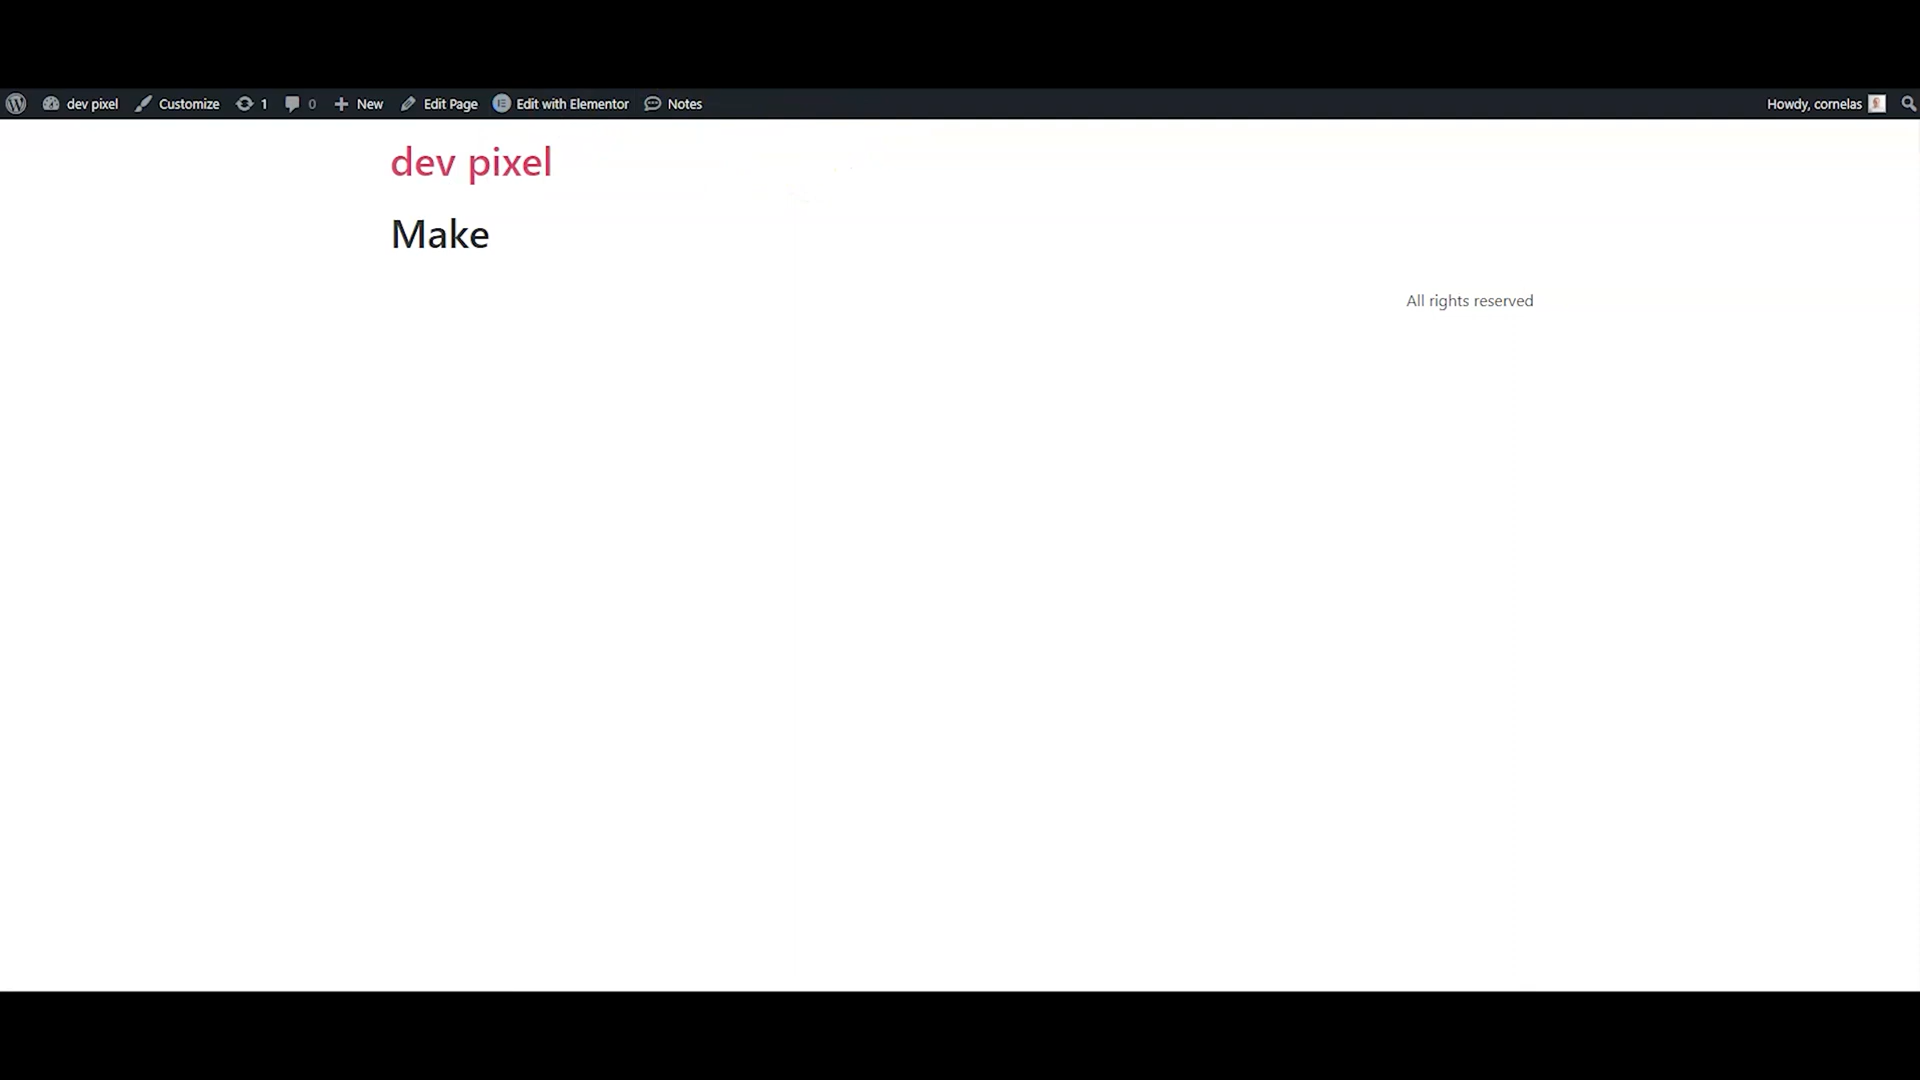 dev pixel Customize 1 0 New Edit Page Edit with Elementor Notes Howdy, cornelas
dev pixel
Make
All rights reserved